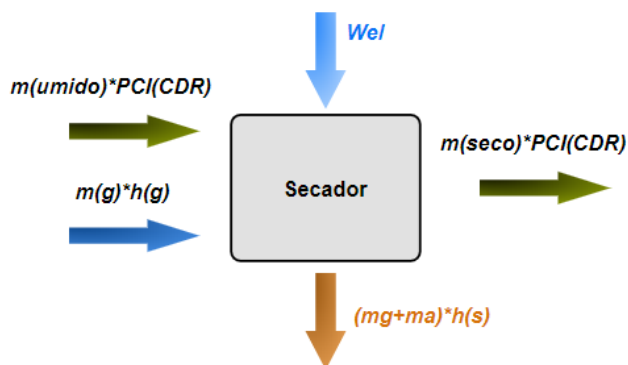 Wel
m(umido)*PCI(CDR)
m(seco)*PCI(CDR)
m(g)*h(g)
Secador
(mg+ma)*h(s)